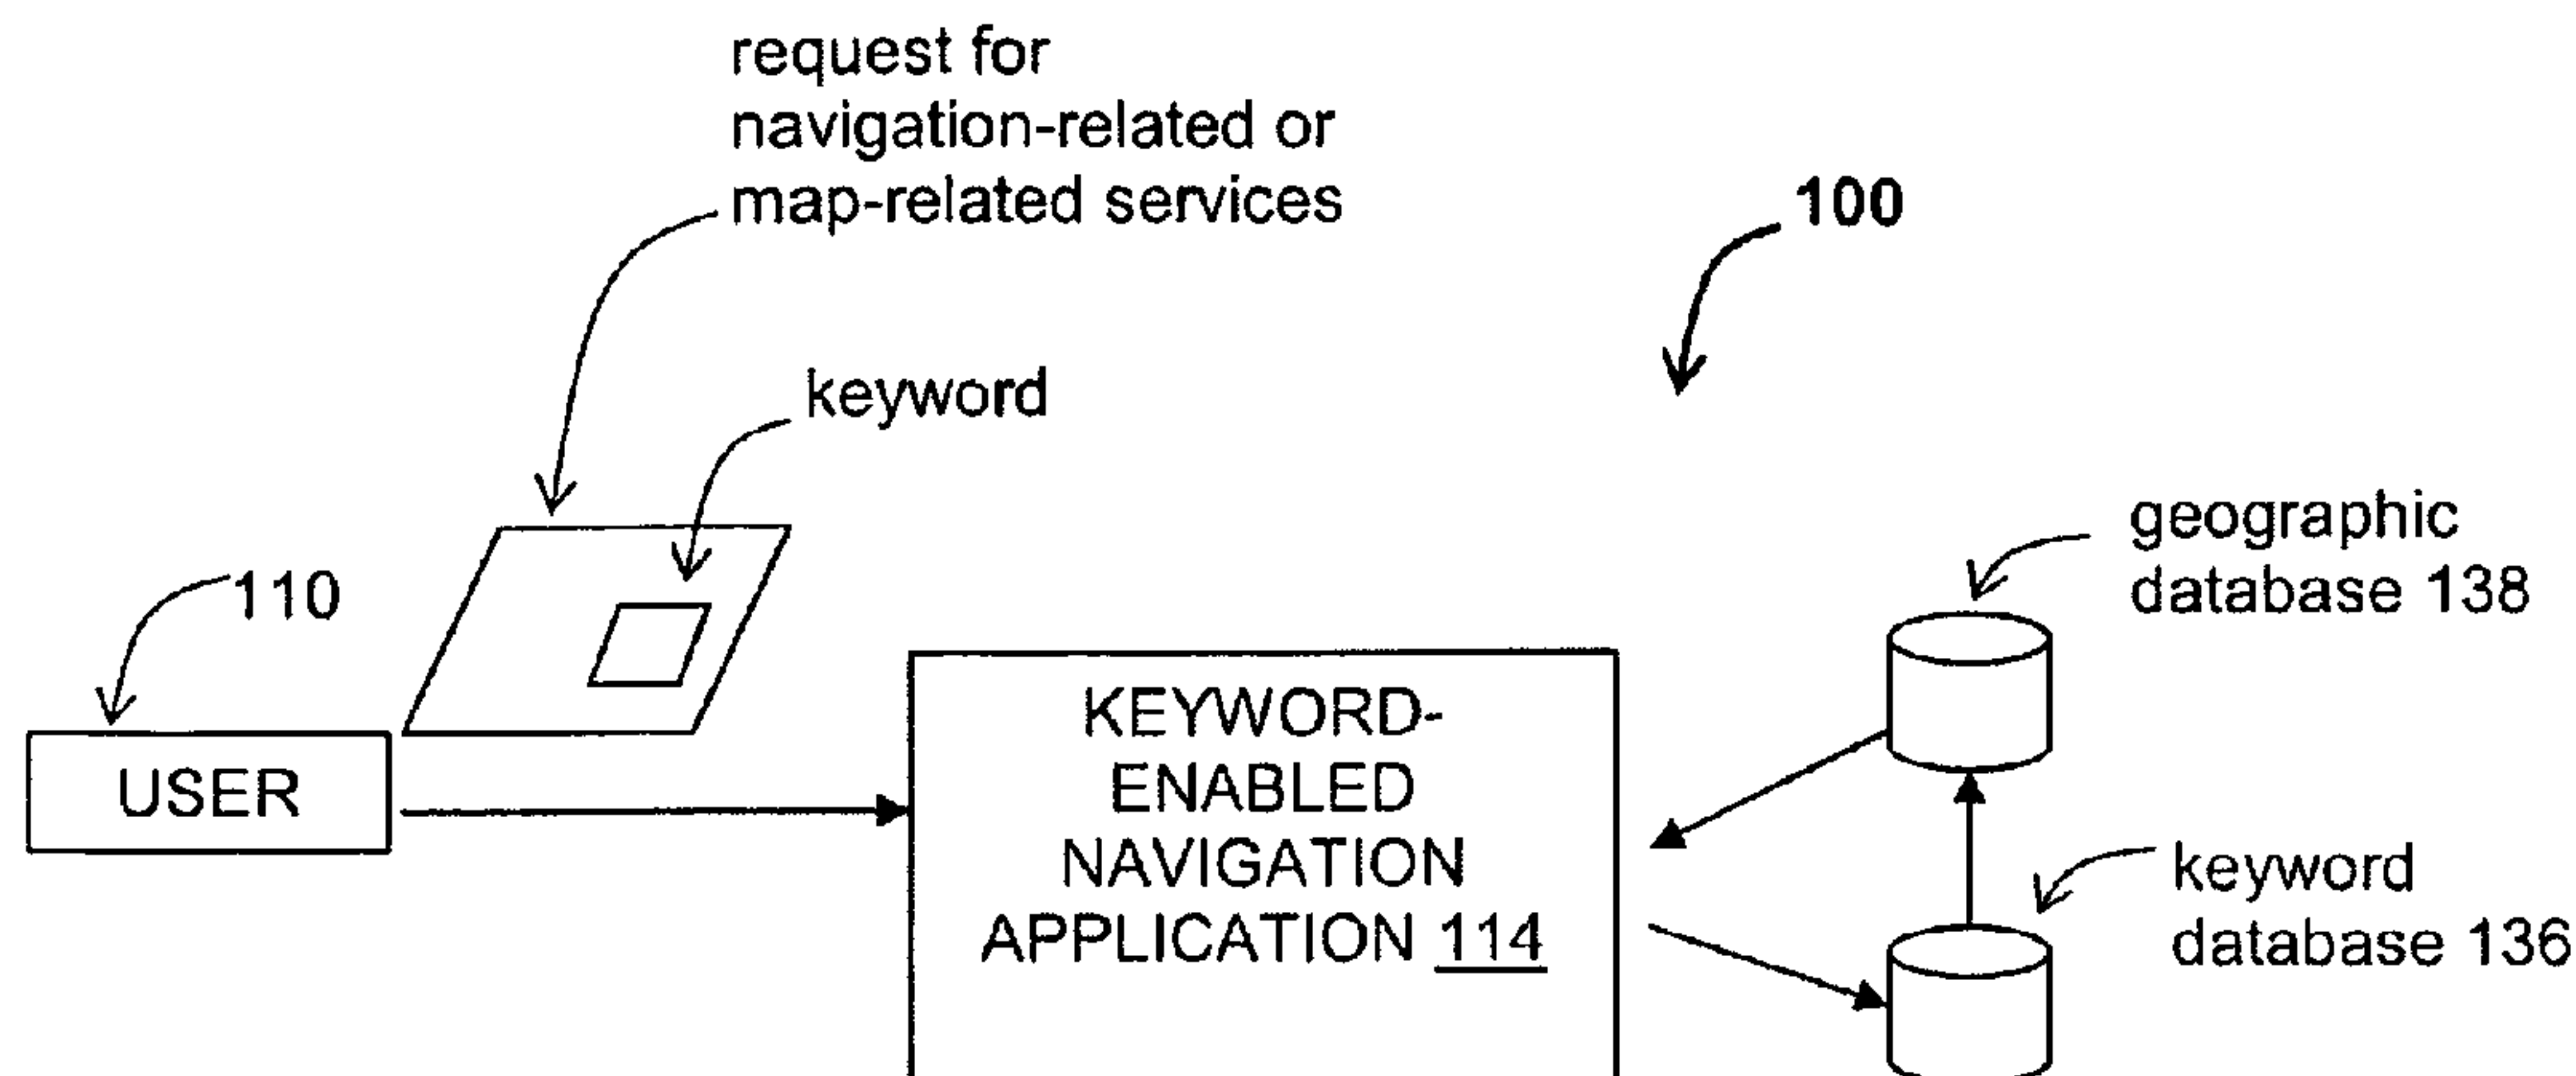 request for
navigation-related or
map-related services
100
keyword
geographic
database 138
110
USER
KEYWORD-
ENABLED
NAVIGATION
APPLICATION 114
keyword
database 136